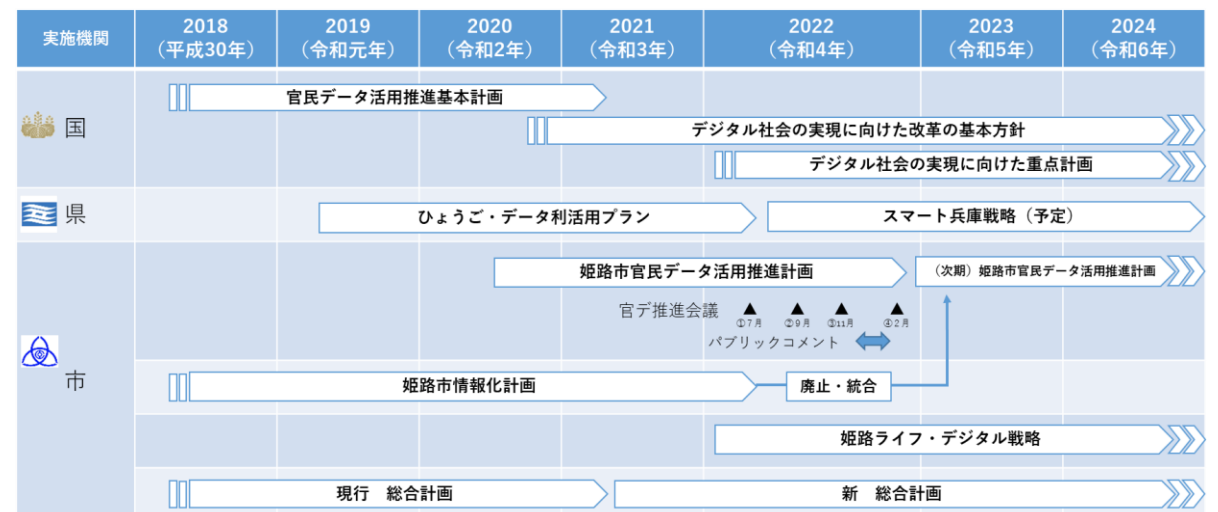 実施機関
2018
（平成30年）
2019
（令和元年）
2020
（令和2年）
2021
（令和3年）
2022
（令和4年）
2023
（令和5年）
2024
（令和6年）
国
官民データ活用推進基本計画
デジタル社会の実現に向けた改革の基本方針
デジタル社会の実現に向けた重点計画
県
ひょうご・データ利活用プラン
スマート兵庫戦略（予定）
市
姫路市官民データ活用推進計画
（次期）姫路市官民データ活用推進計画
官デ推進会議 ▲ ▲ ▲ ▲
①7月 ②9月 ③11月 ④2月
パブリックコメント
姫路市情報化計画
廃止・統合
姫路ライフ・デジタル戦略
現行　総合計画
新　総合計画